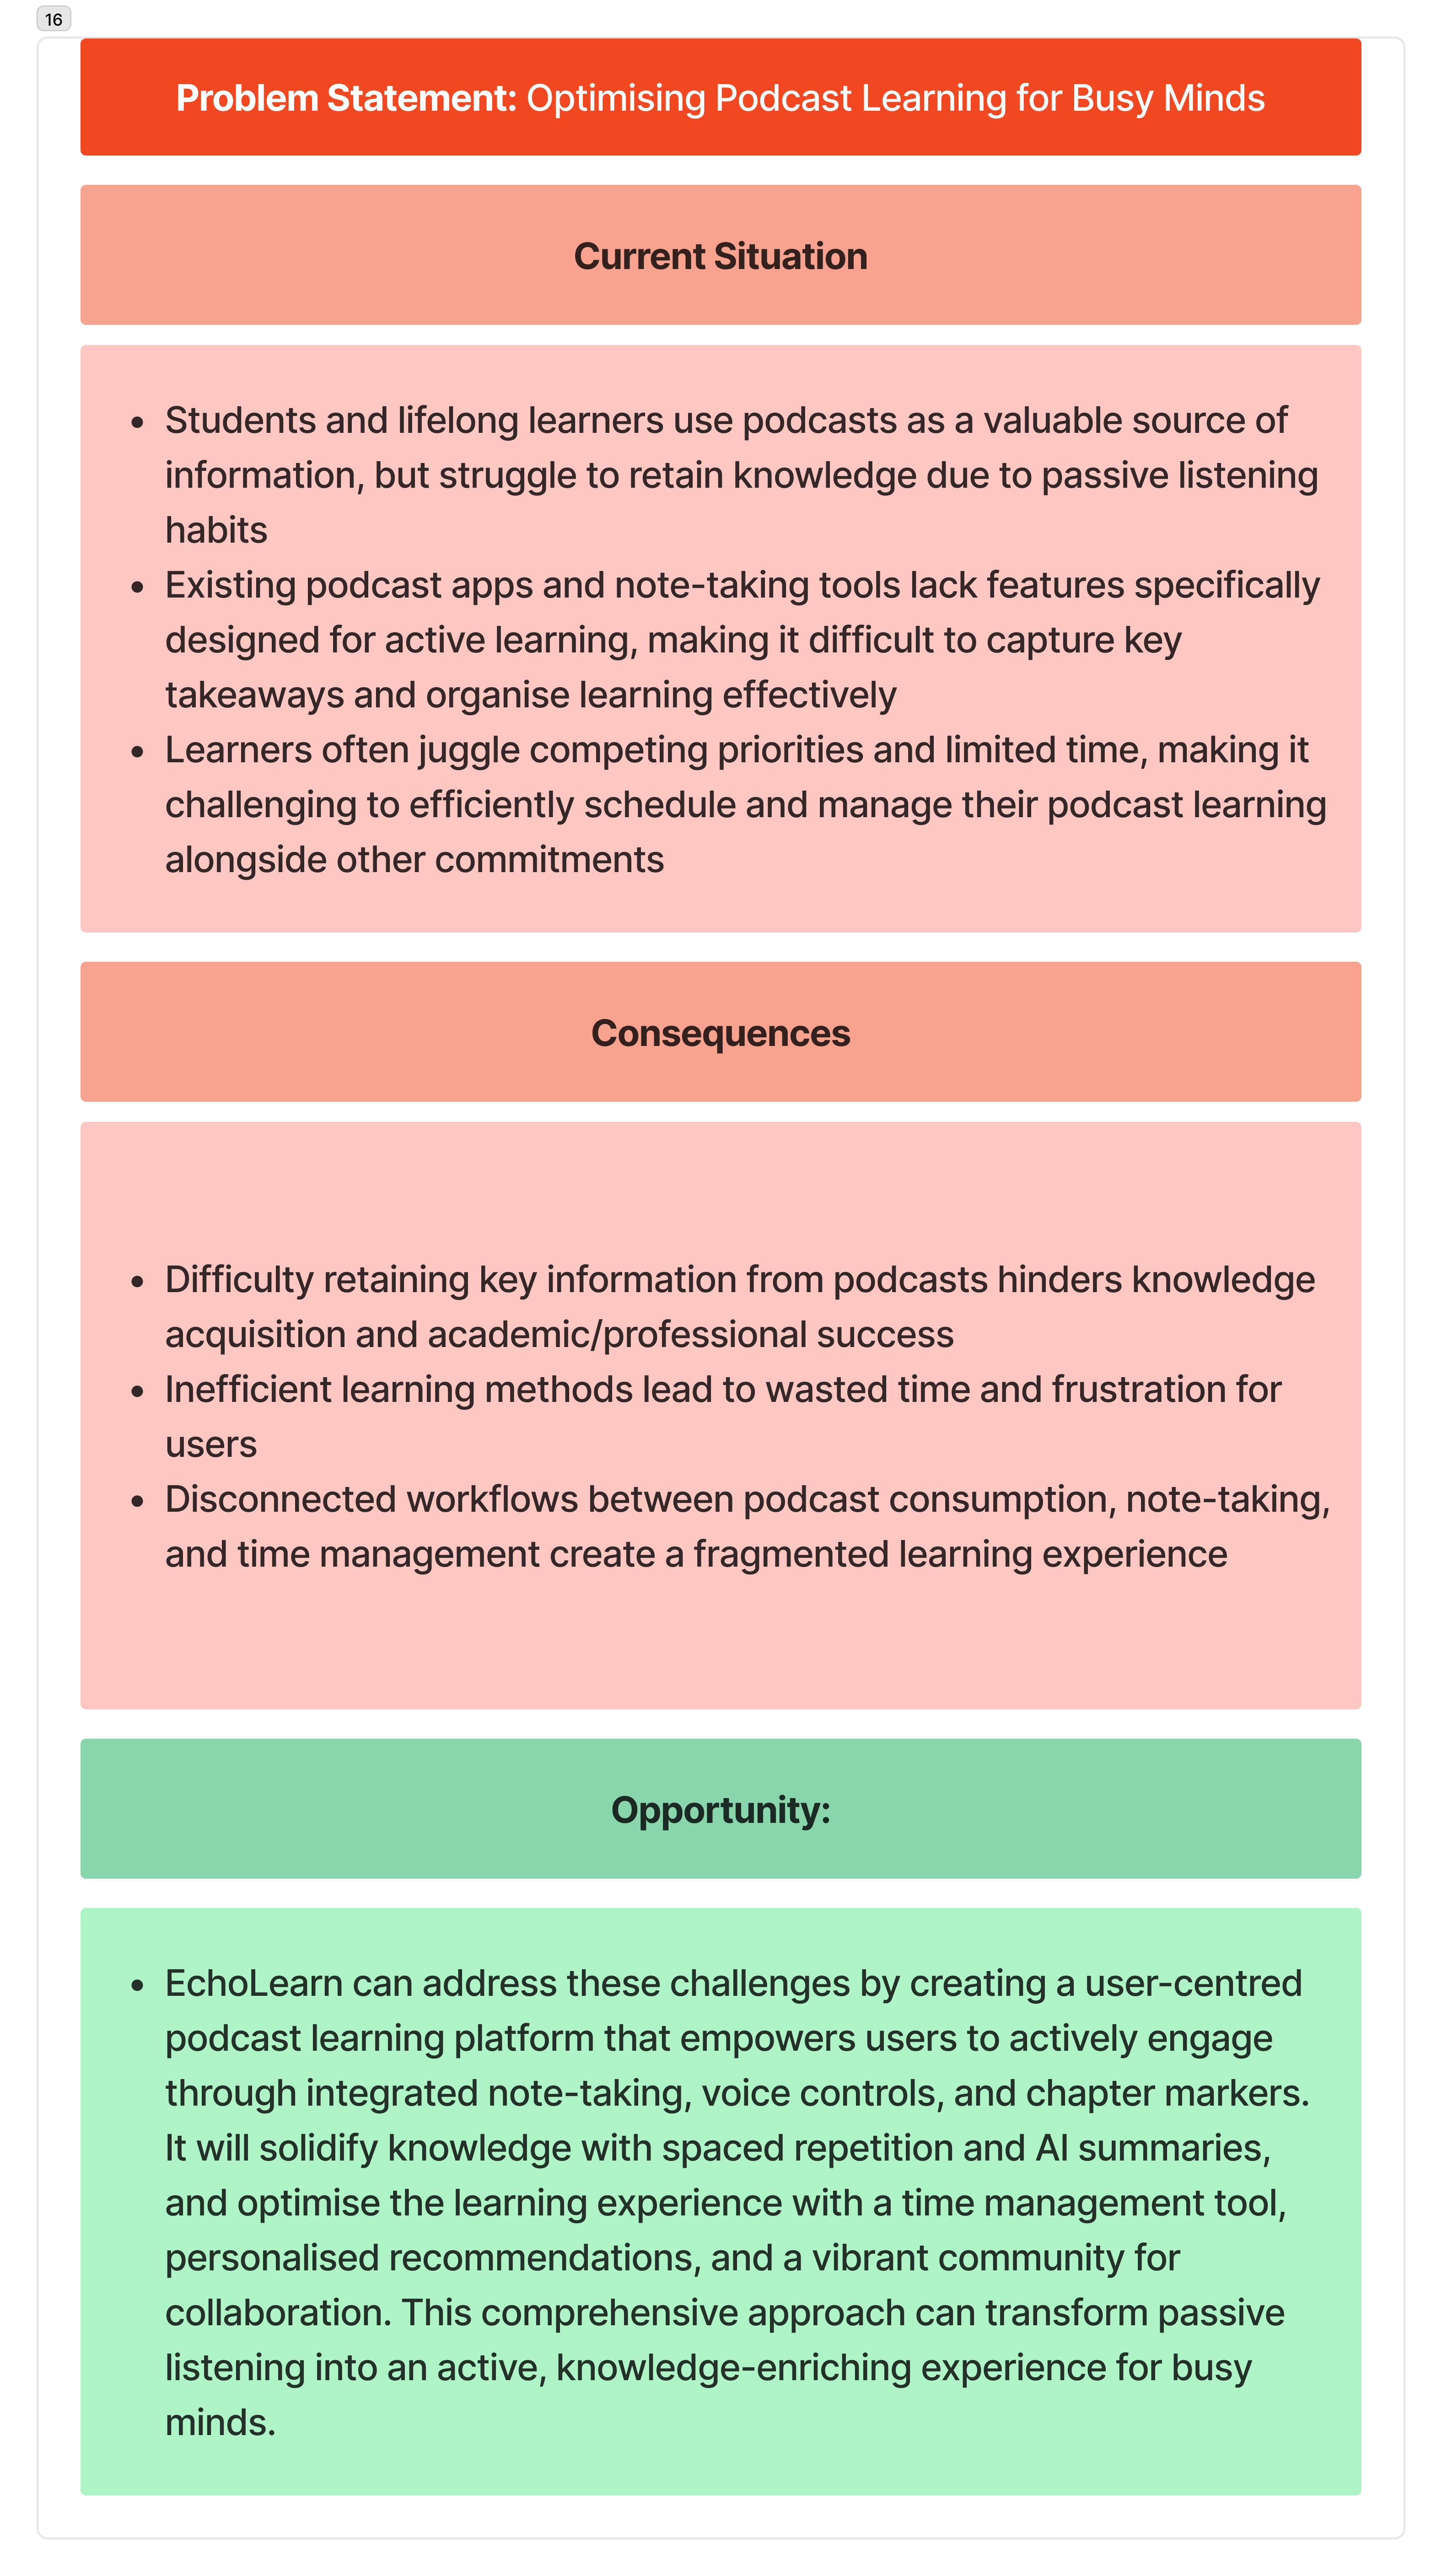 16
Problem Statement: Optimising Podcast Learning for Busy Minds
Current Situation
• Students and lifelong learners use podcasts as a valuable source of
information, but struggle to retain knowledge due to passive listening
habits
• Existing podcast apps and note-taking tools lack features specifically
designed for active learning, making it difficult to capture key
takeaways and organise learning effectively
• Learners often juggle competing priorities and limited time, making it
challenging to efficiently schedule and manage their podcast learning
alongside other commitments
Consequences
• Difficulty retaining key information from podcasts hinders knowledge
acquisition and academic/professional success
• Inefficient learning methods lead to wasted time and frustration for
users
• Disconnected workflows between podcast consumption, note-taking,
and time management create a fragmented learning experience
Opportunity:
• EchoLearn can address these challenges by creating a user-centred
podcast learning platform that empowers users to actively engage
through integrated note-taking, voice controls, and chapter markers.
It will solidify knowledge with spaced repetition and AI summaries,
and optimise the learning experience with a time management tool,
personalised recommendations, and a vibrant community for
collaboration. This comprehensive approach can transform passive
listening into an active, knowledge-enriching experience for busy
minds.